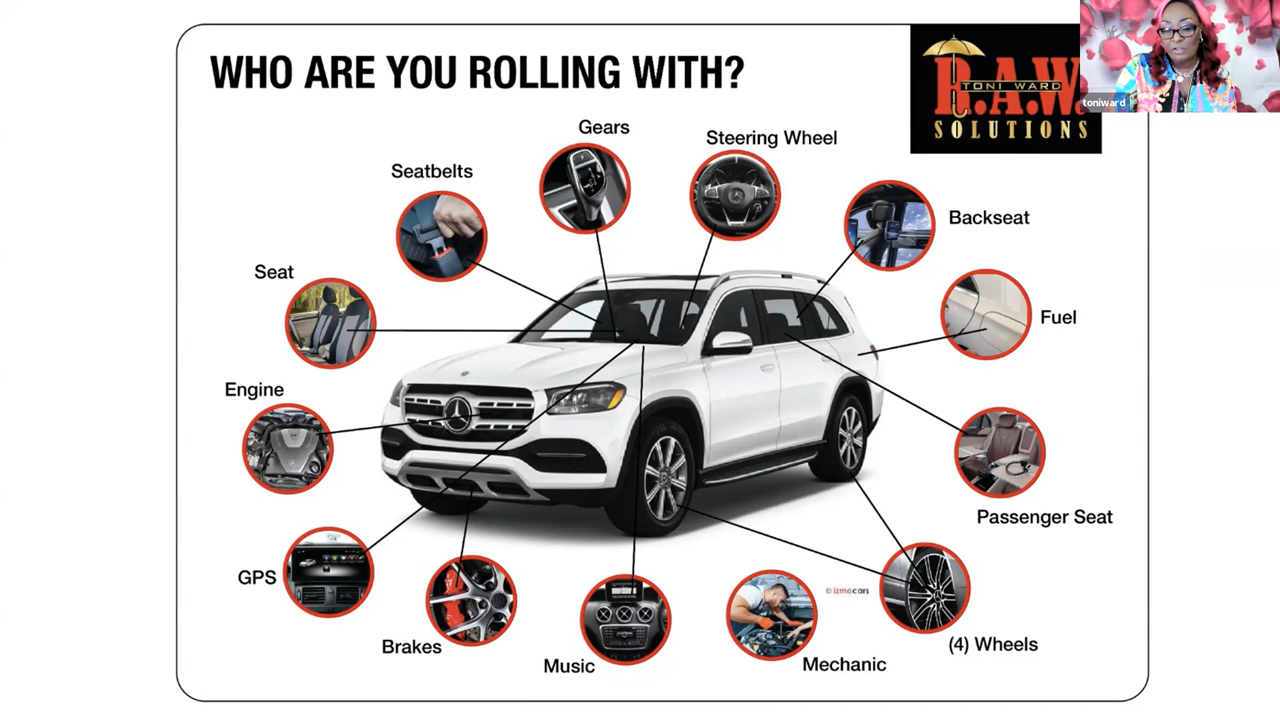 WHO ARE YOU ROLLING WITH?
R.A.W.
TONI WARD
SOLUTIONS
toniward
Gears
Steering Wheel
Seatbelts
Backseat
Seat
Fuel
Engine
Passenger Seat
GPS
© izmocars
Brakes
(4) Wheels
Music
Mechanic